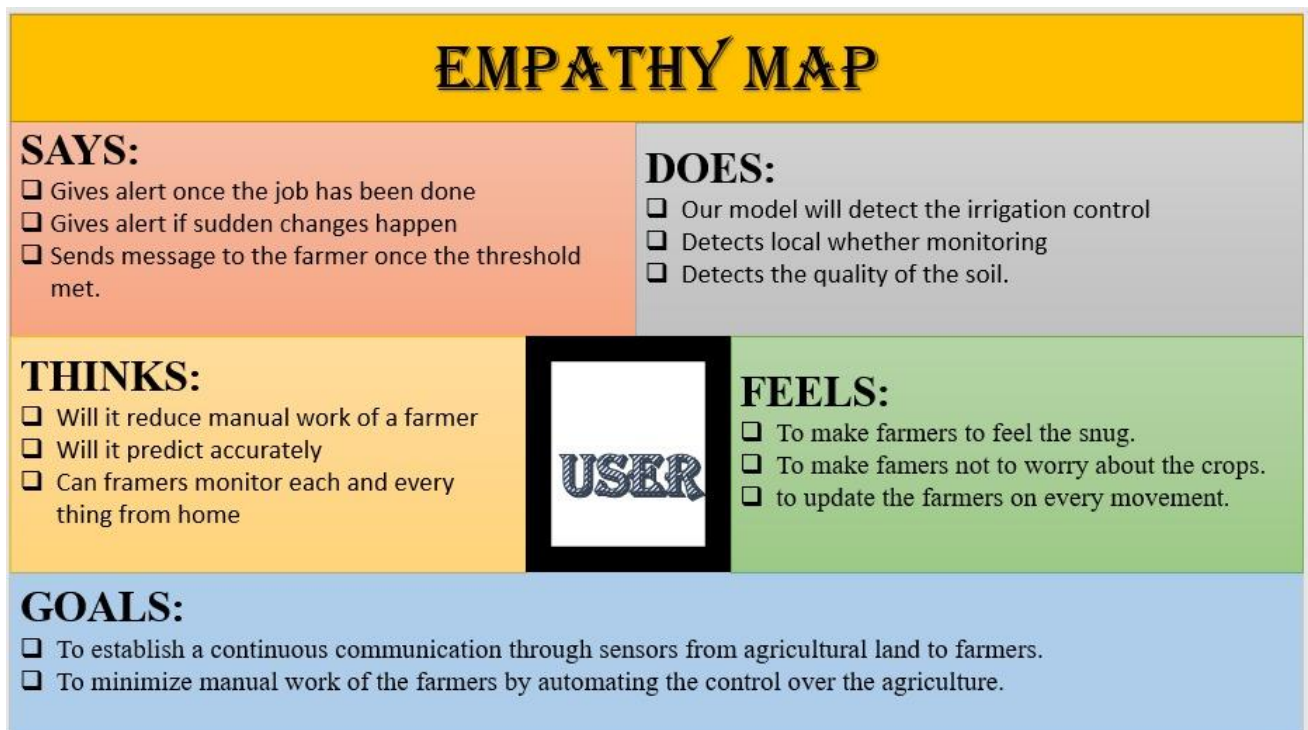 EMPATHY MAP
SAYS:
Gives alert once the job has been done
Gives alert if sudden changes happen
Sends message to the farmer once the threshold
met.
DOES:
Our model will detect the irrigation control
Detects local whether monitoring
Detects the quality of the soil.
THINKS:
Will it reduce manual work of a farmer
Will it predict accurately
Can framers monitor each and every
thing from home
USER
FEELS:
To make farmers to feel the snug.
To make famers not to worry about the crops.
to update the farmers on every movement.
GOALS:
To establish a continuous communication through sensors from agricultural land to farmers.
To minimize manual work of the farmers by automating the control over the agriculture.